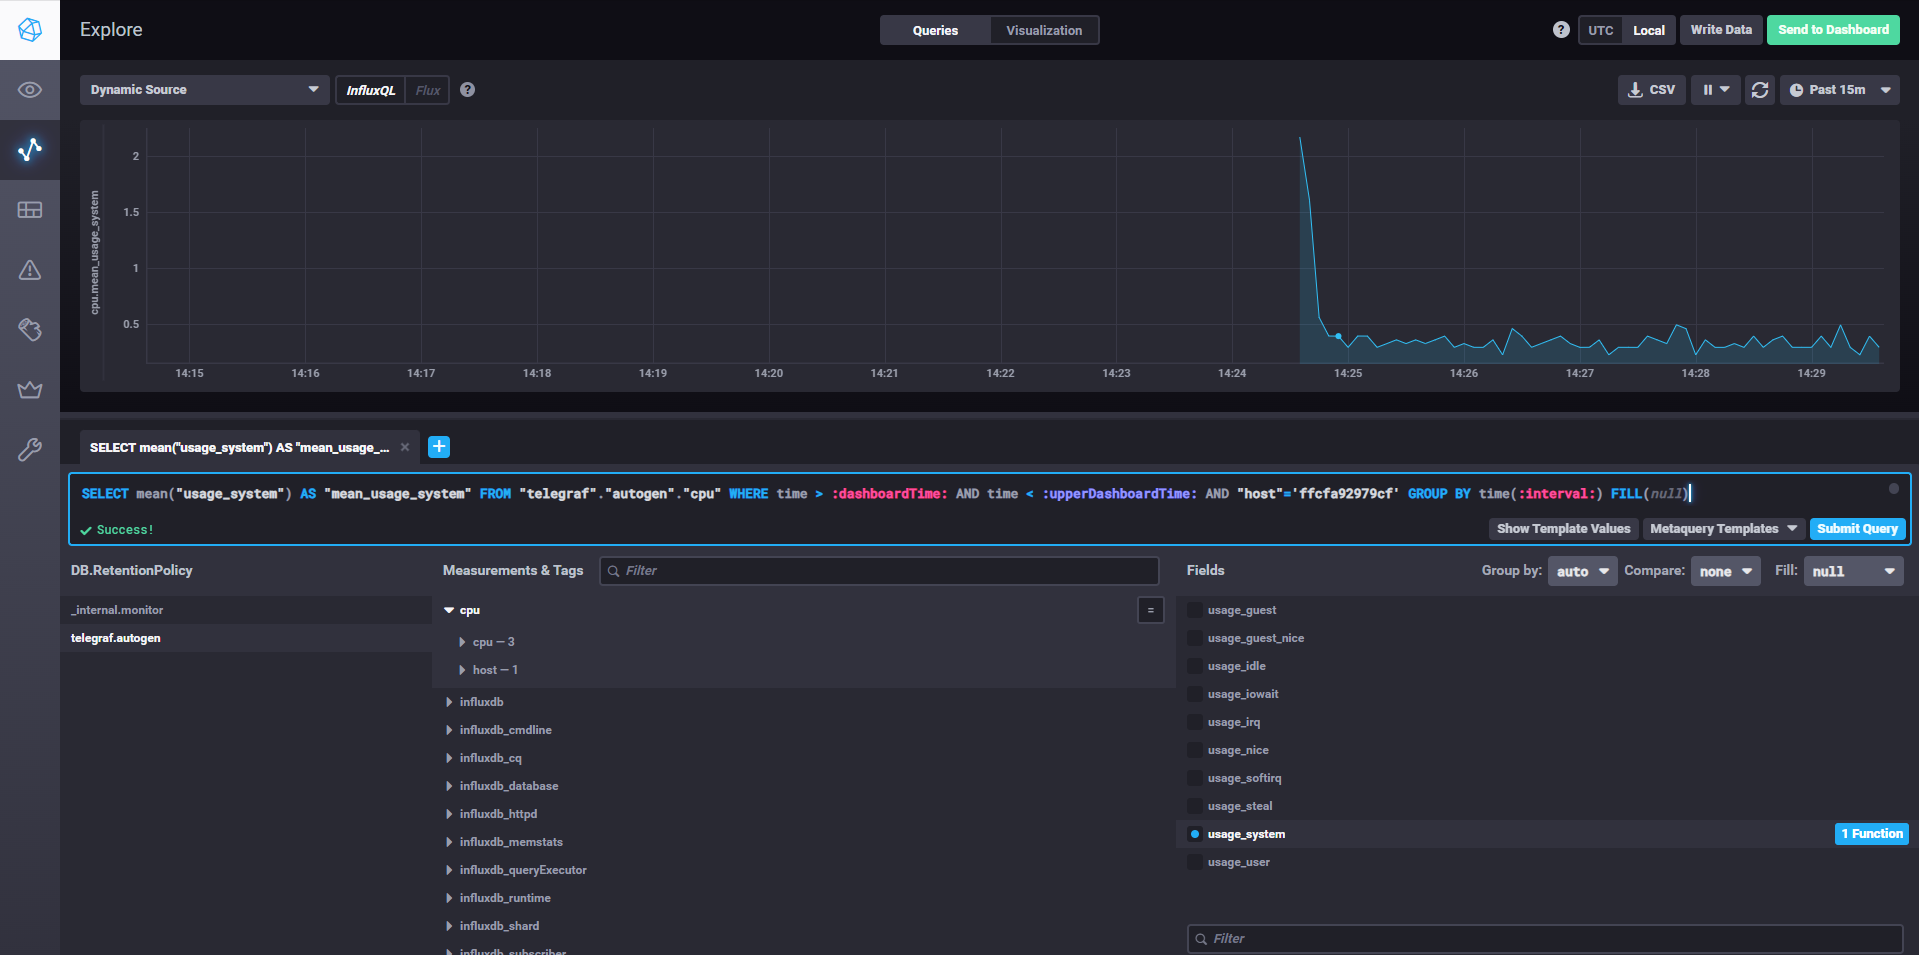 Explore
Queries Visualization
? UTC Local Write Data Send to Dashboard
Dynamic Source InfluxQL Flux ?
CSV Past 15m
cpu.mean_usage_system
2
1.5
1
0.5
14:15 14:16 14:17 14:18 14:19 14:20 14:21 14:22 14:23 14:24 14:25 14:26 14:27 14:28 14:29
SELECT mean("usage_system") AS "mean_usage_... × +
SELECT mean("usage_system") AS "mean_usage_system" FROM "telegraf"."autogen"."cpu" WHERE time > :dashboardTime: AND time < :upperDashboardTime: AND "host"='ffcfa92979cf' GROUP BY time(:interval:) FILL(null)
Success!
Show Template Values Metaquery Templates Submit Query
DB.RetentionPolicy
_internal.monitor
telegraf.autogen
Measurements & Tags Filter
cpu =
cpu — 3
host — 1
influxdb
influxdb_cmdline
influxdb_cq
influxdb_database
influxdb_httpd
influxdb_memstats
influxdb_queryExecutor
influxdb_runtime
influxdb_shard
influxdb_subscriber
Fields Group by: auto Compare: none Fill: null
usage_guest
usage_guest_nice
usage_idle
usage_iowait
usage_irq
usage_nice
usage_softirq
usage_steal
usage_system 1 Function
usage_user
Filter